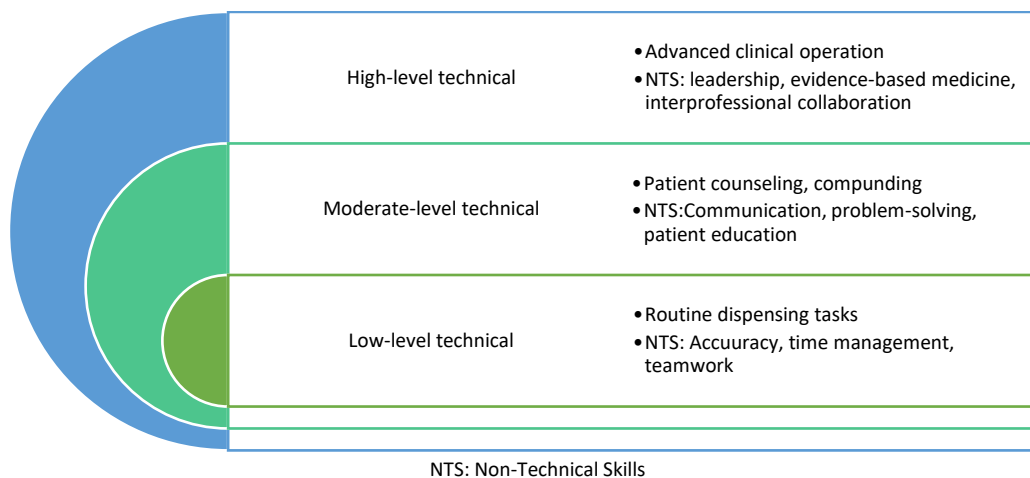 High-level technical
•Advanced clinical operation
•NTS: leadership, evidence-based medicine,
interprofessional collaboration
Moderate-level technical
•Patient counseling, compunding
•NTS:Communication, problem-solving,
patient education
Low-level technical
•Routine dispensing tasks
•NTS: Accuuracy, time management,
teamwork
NTS: Non-Technical Skills